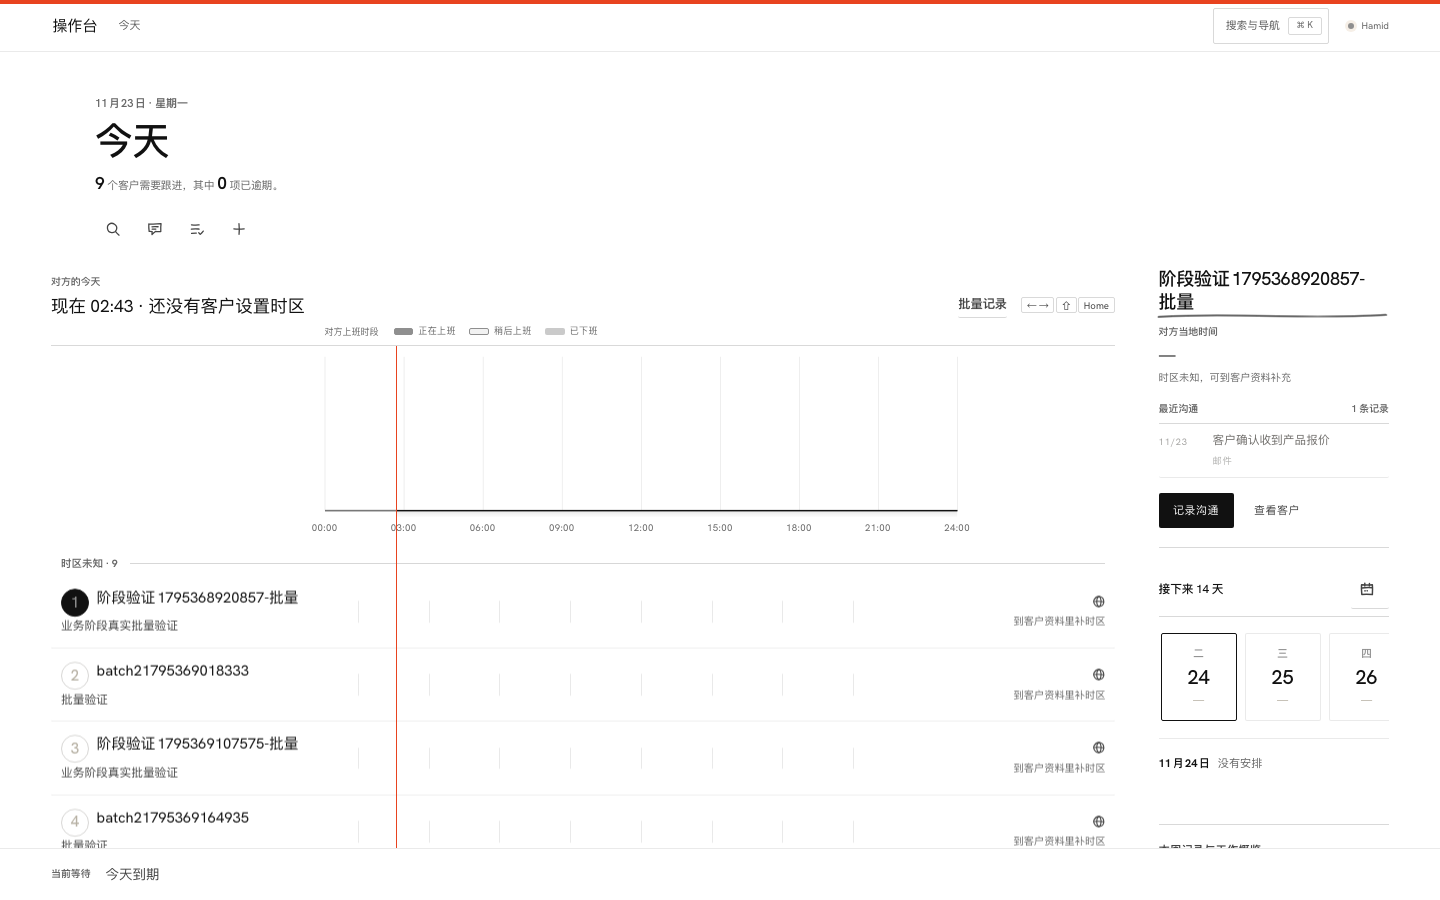 操作台 今天 搜索与导航 ⌘ K Hamid
11月23日 · 星期一
今天
9 个客户需要跟进，其中 0 项已逾期。
对方的今天
现在 02:43 · 还没有客户设置时区
批量记录 ←→ ⇧ Home
对方上班时段 正在上班 稍后上班 已下班
00:00 03:00 06:00 09:00 12:00 15:00 18:00 21:00 24:00
时区未知 · 9
1 阶段验证 1795368920857-批量
业务阶段真实批量验证
到客户资料里补时区
2 batch21795369018333
批量验证
到客户资料里补时区
3 阶段验证 1795369107575-批量
业务阶段真实批量验证
到客户资料里补时区
4 batch21795369164935
批量验证
到客户资料里补时区
阶段验证 1795368920857-
批量
对方当地时间
—
时区未知，可到客户资料补充
最近沟通 1 条记录
11/23 客户确认收到产品报价
邮件
记录沟通 查看客户
接下来 14 天
二 三 四
24 25 26
— — —
11月24日 没有安排
当前等待 今天到期